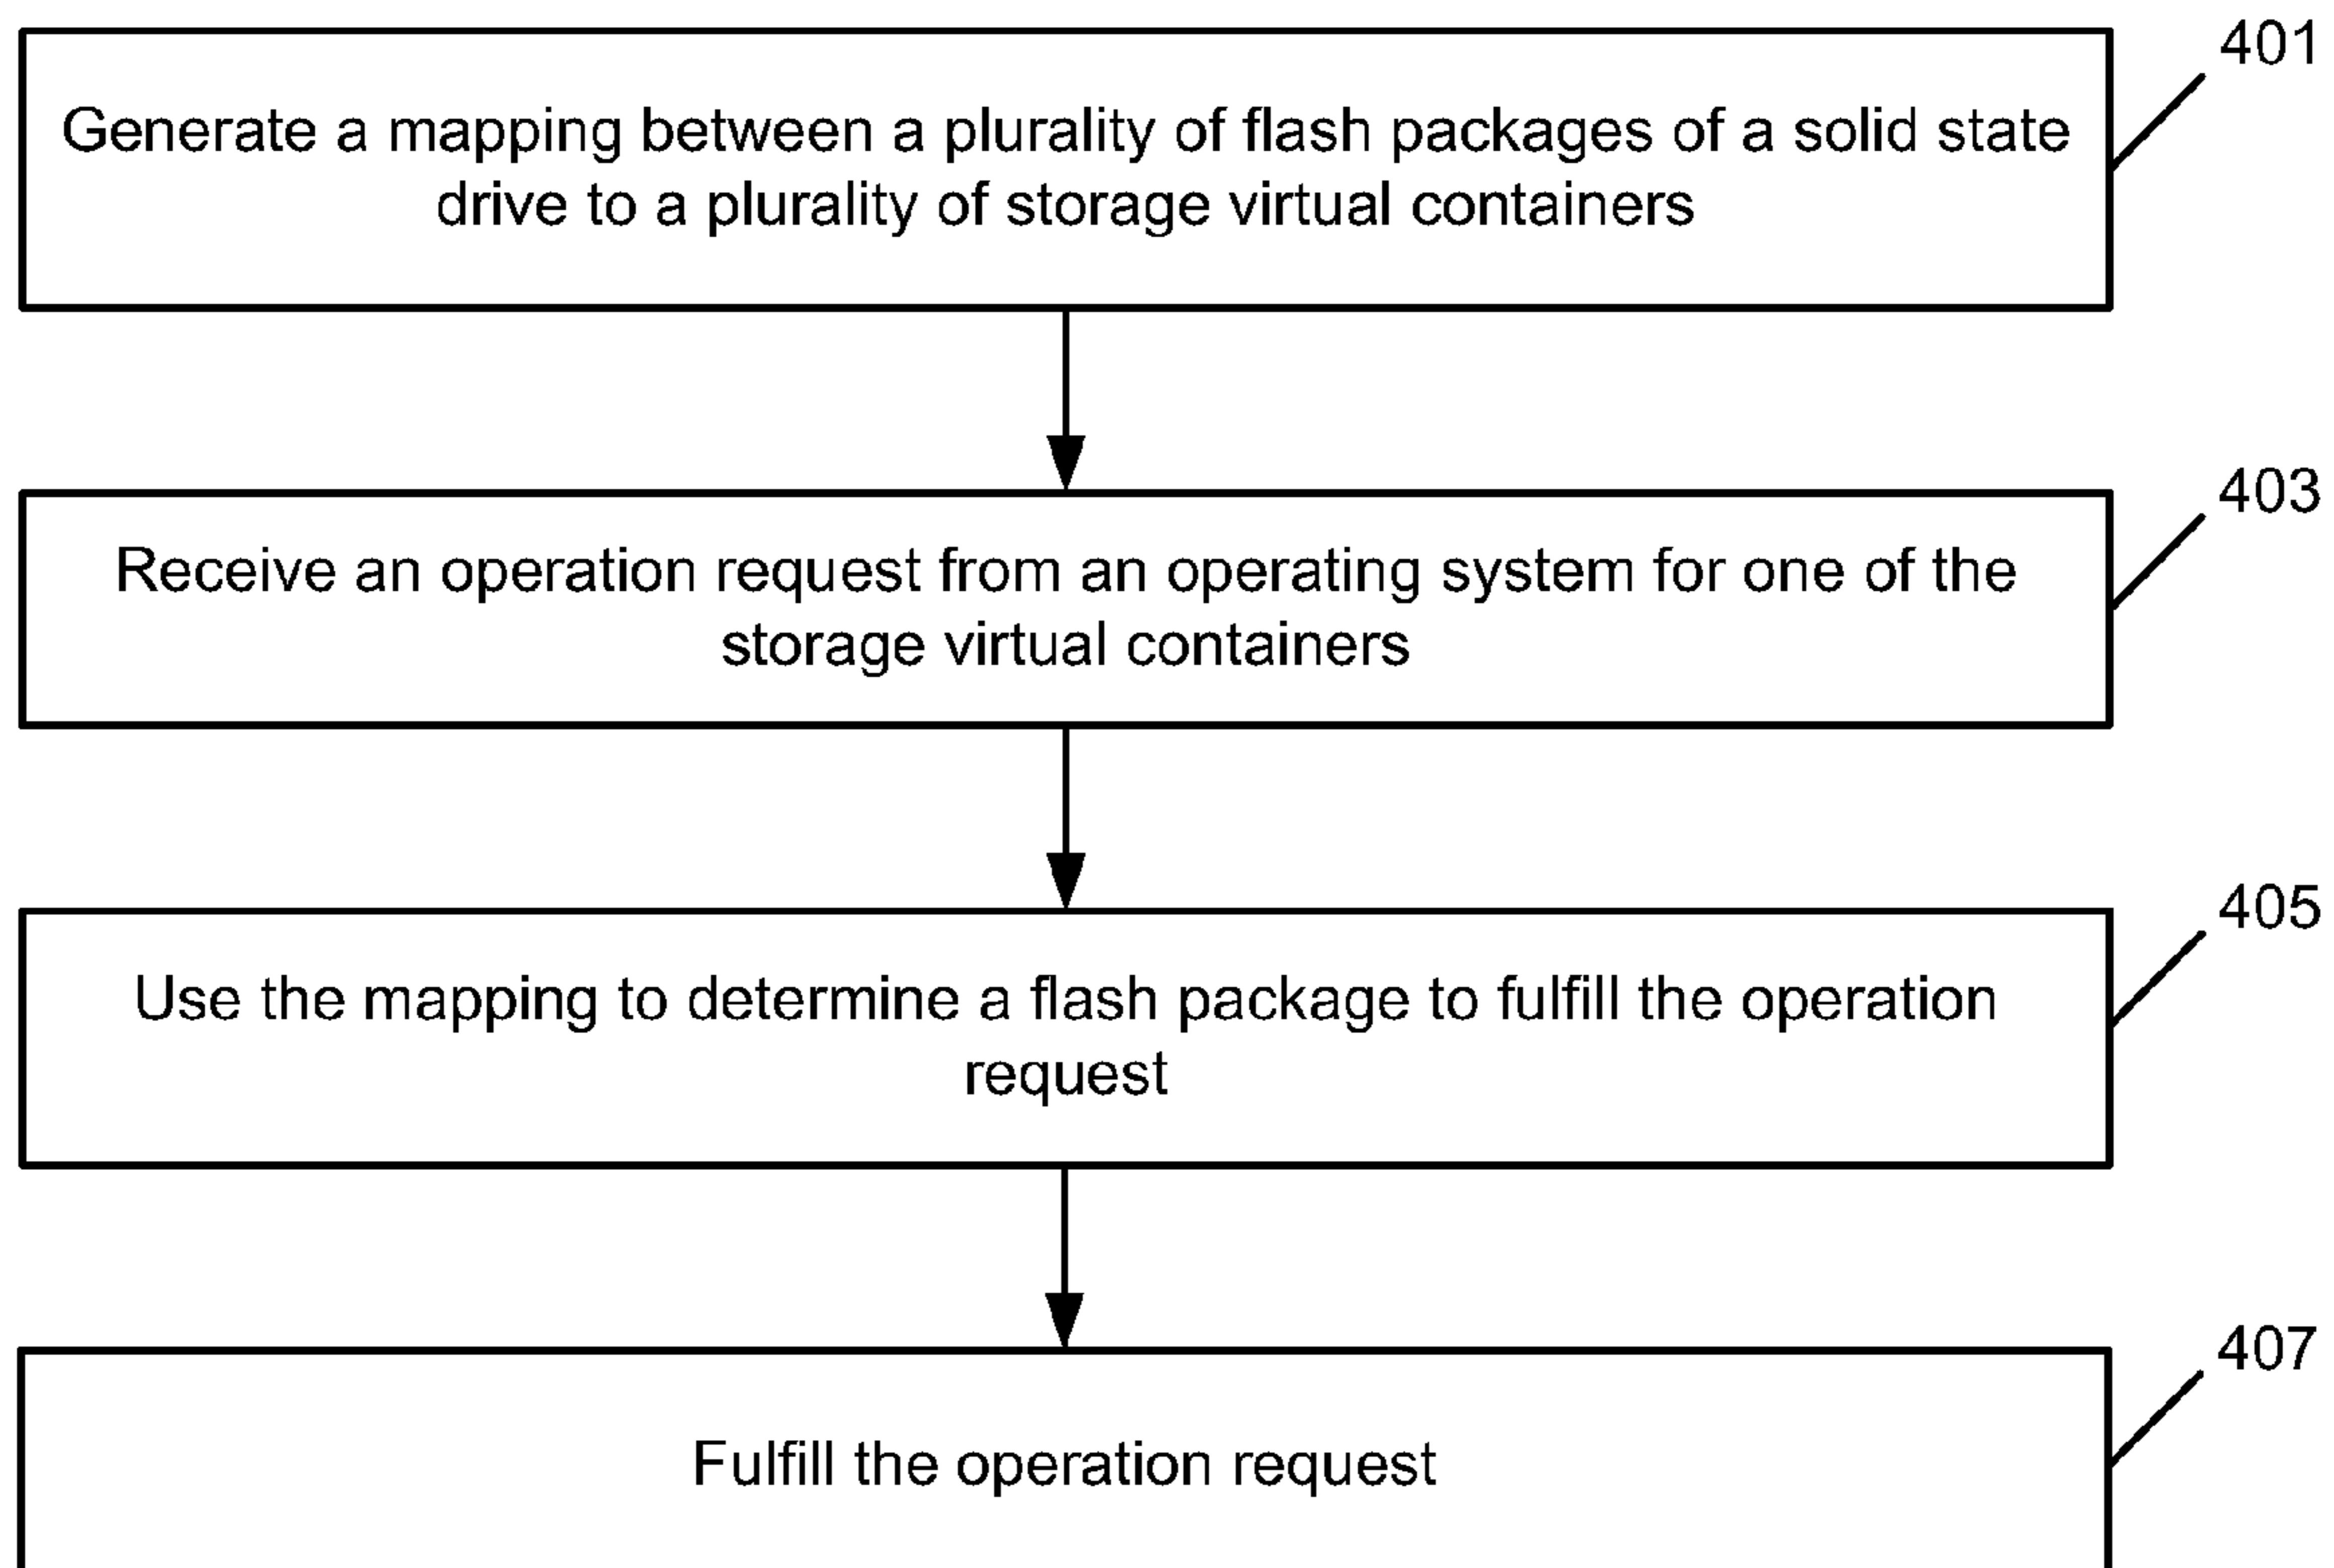 401
Generate a mapping between a plurality of flash packages of a solid state
drive to a plurality of storage virtual containers
403
Receive an operation request from an operating system for one of the
storage virtual containers
405
Use the mapping to determine a flash package to fulfill the operation
request
407
Fulfill the operation request